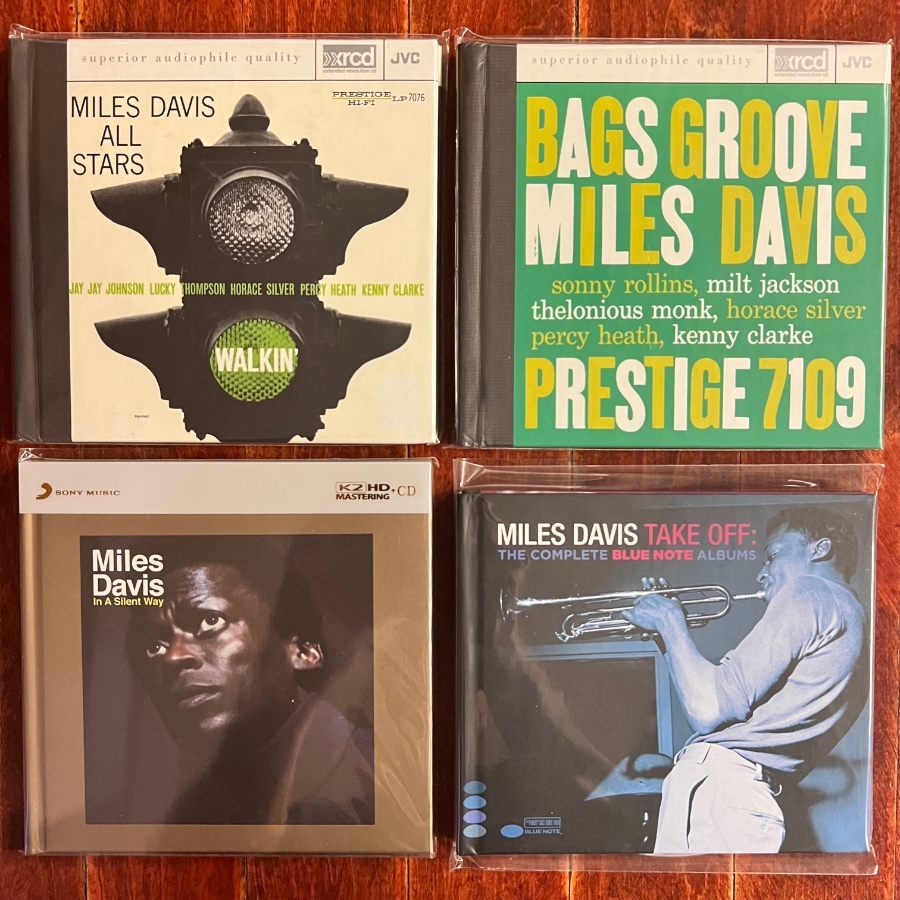 superior audiophile quality
xrcd
extended resolution cd
JVC
MILES DAVIS
ALL
STARS
PRESTIGE
HI-FI
LP 7076
JAY JAY JOHNSON LUCKY THOMPSON HORACE SILVER PERCY HEATH KENNY CLARKE
WALKIN'
superior audiophile quality
xrcd
extended resolution cd
JVC
BAGS GROOVE
MILES DAVIS
sonny rollins, milt jackson
thelonious monk, horace silver
percy heath, kenny clarke
PRESTIGE 7109
SONY MUSIC
K2 HD
MASTERING
+CD
Miles
Davis
In A Silent Way
MILES DAVIS TAKE OFF:
THE COMPLETE BLUE NOTE ALBUMS
BLUE NOTE